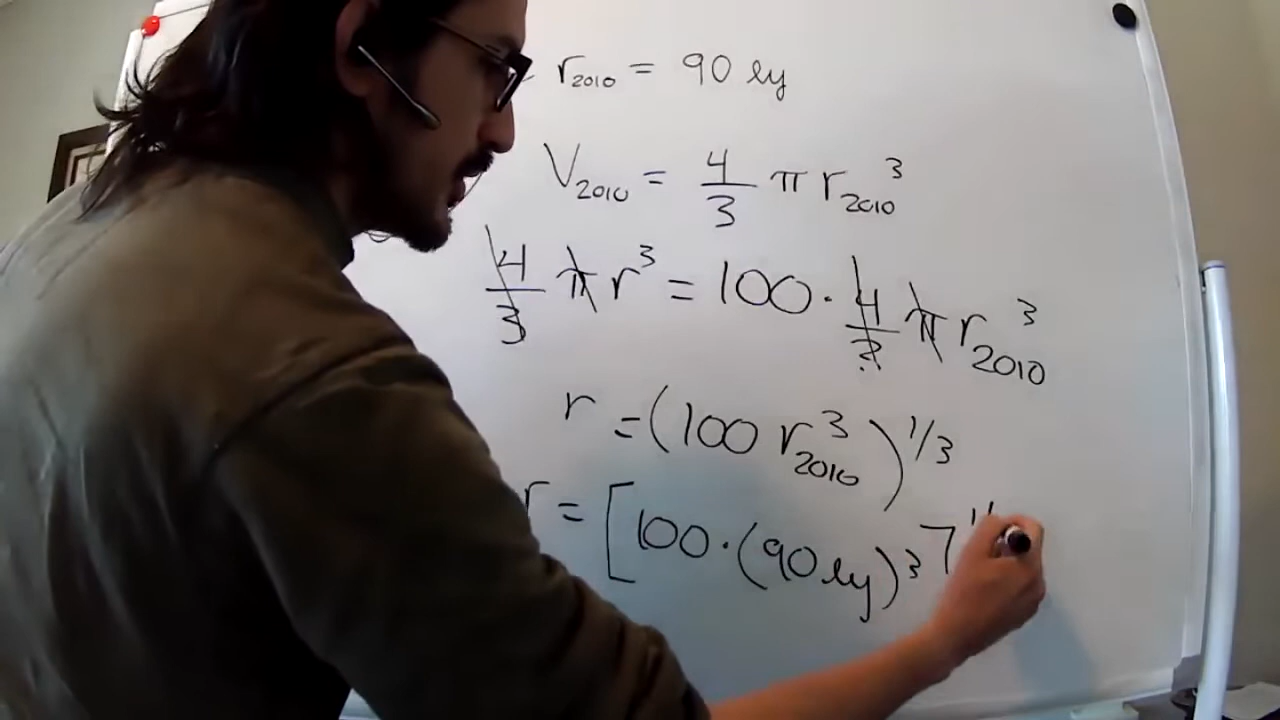 r₂₀₁₀ = 90 ly
V₂₀₁₀ = 4/3 π r₂₀₁₀³
4/3 π r³ = 100 · 4/3 π r₂₀₁₀³
r = (100 r₂₀₁₀³)^1/3
r = [100 · (90 ly)³]^1/